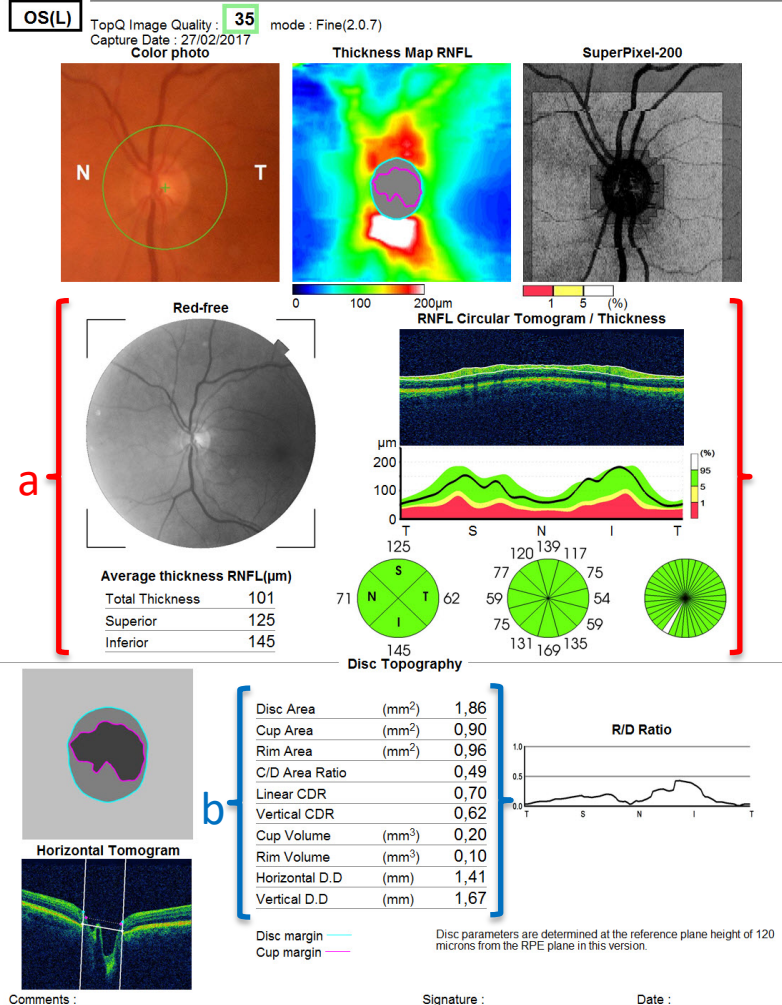 OS(L)
TopQ Image Quality : 35 mode : Fine(2.0.7)
Capture Date : 27/02/2017
Color photo
Thickness Map RNFL
SuperPixel-200
N
T
0 100 200µm
1 5 (%)
a
Red-free
RNFL Circular Tomogram / Thickness
µm
200
100
0
T S N I T
(%)
95
5
1
Average thickness RNFL(µm)
Total Thickness 101
Superior 125
Inferior 145
125
71 N S T I 62
145
139
120 117
77 75
59 54
75 59
131 135
169
Disc Topography
b
Disc Area (mm²) 1,86
Cup Area (mm²) 0,90
Rim Area (mm²) 0,96
C/D Area Ratio 0,49
Linear CDR 0,70
Vertical CDR 0,62
Cup Volume (mm³) 0,20
Rim Volume (mm³) 0,10
Horizontal D.D (mm) 1,41
Vertical D.D (mm) 1,67
R/D Ratio
1.0
0.5
0.0
T S N I T
Horizontal Tomogram
Disc margin
Cup margin
Disc parameters are determined at the reference plane height of 120
microns from the RPE plane in this version.
Comments :
Signature :
Date :